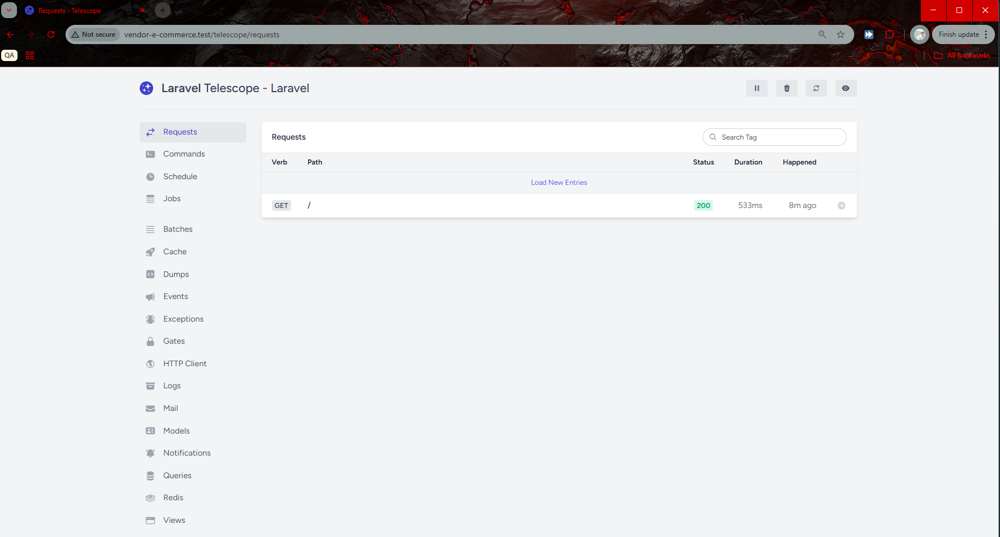 Requests - Telescope
Not secure
vendor-e-commerce.test/telescope/requests
Finish update
QA
All Bookmarks
Laravel Telescope - Laravel
Requests
Commands
Schedule
Jobs
Batches
Cache
Dumps
Events
Exceptions
Gates
HTTP Client
Logs
Mail
Models
Notifications
Queries
Redis
Views
Requests
Search Tag
Verb Path Status Duration Happened
Load New Entries
GET / 200 533ms 8m ago